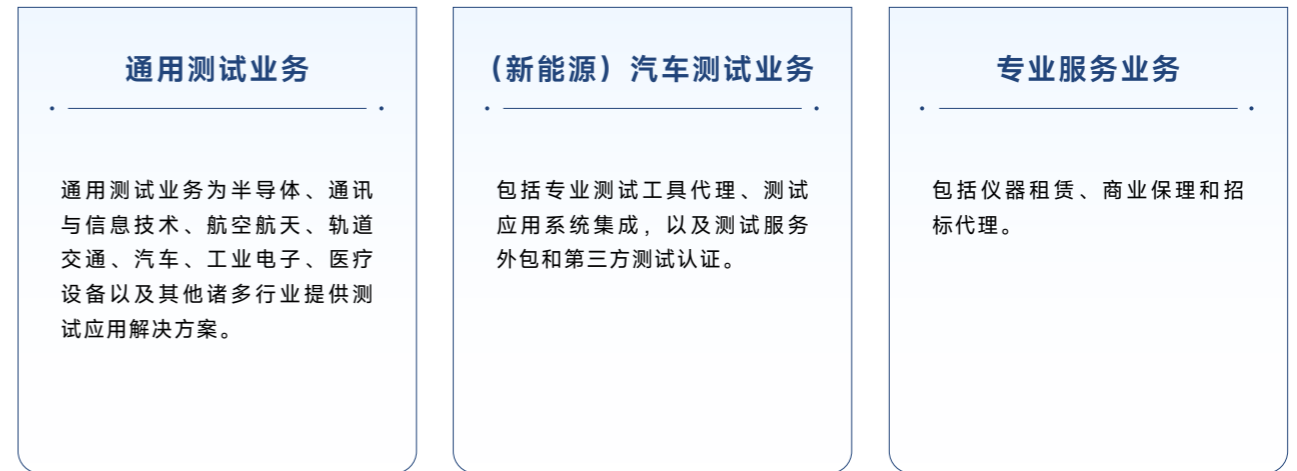 通用测试业务
通用测试业务为半导体、通讯
与信息技术、航空航天、轨道
交通、汽车、工业电子、医疗
设备以及其他诸多行业提供测
试应用解决方案。
（新能源）汽车测试业务
包括专业测试工具代理、测试
应用系统集成，以及测试服务
外包和第三方测试认证。
专业服务业务
包括仪器租赁、商业保理和招
标代理。